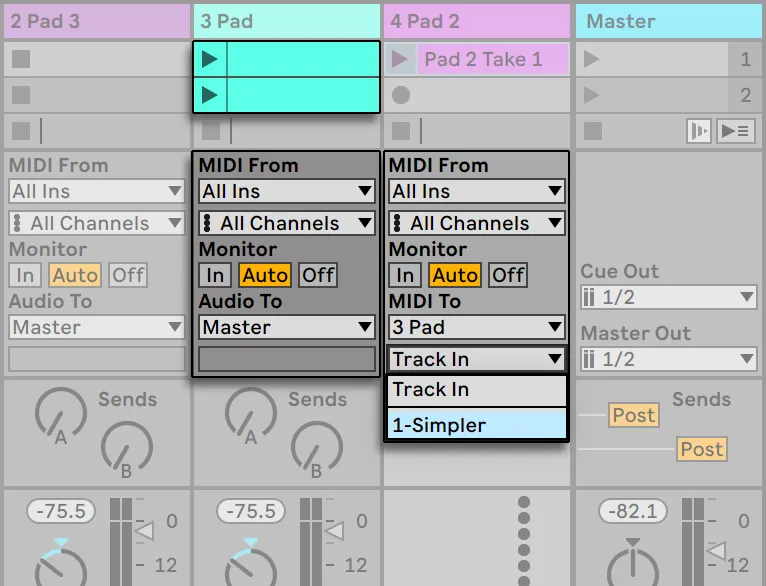 2 Pad 3
3 Pad
4 Pad 2
Master
Pad 2 Take 1
1
2
MIDI From
All Ins
All Channels
Monitor
In Auto Off
Audio To
Master
MIDI From
All Ins
All Channels
Monitor
In Auto Off
Audio To
Master
MIDI From
All Ins
All Channels
Monitor
In Auto Off
MIDI To
3 Pad
Track In
Track In
1-Simpler
Cue Out
1/2
Master Out
1/2
Sends
A
B
Sends
A
B
Sends
Post
Post
-75.5
0
12
-75.5
0
12
-82.1
0
12